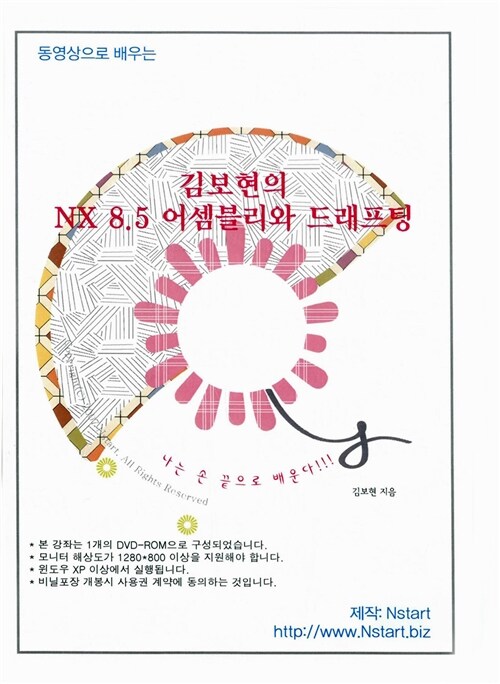 동영상으로 배우는
김보현의
NX 8.5 어셈블리와 드래프팅
나는 손 끝으로 배운다!!!
All Rights Reserved
김보현 지음
* 본 강좌는 1개의 DVD-ROM으로 구성되었습니다.
* 모니터 해상도가 1280*800 이상을 지원해야 합니다.
* 윈도우 XP 이상에서 실행됩니다.
* 비닐포장 개봉시 사용권 계약에 동의하는 것입니다.
제작: Nstart
http://www.Nstart.biz